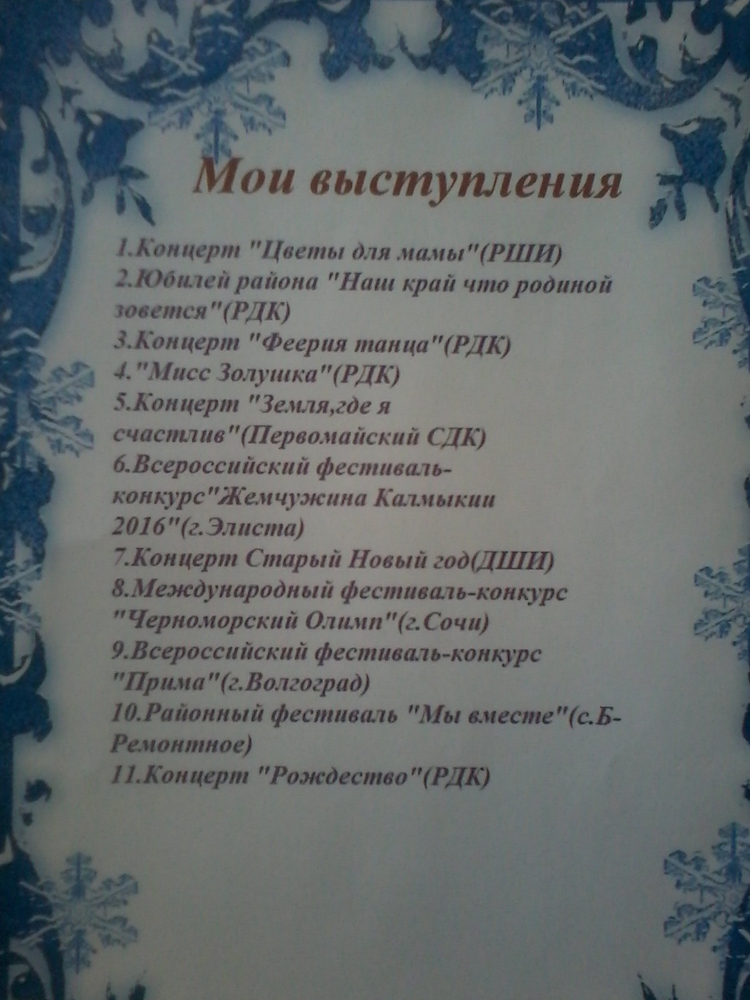 Мои выступления
1.Концерт "Цветы для мамы"(РШИ)
2.Юбилей района "Наш край что родиной
зовется"(РДК)
3.Концерт "Феерия танца"(РДК)
4."Мисс Золушка"(РДК)
5.Концерт "Земля,где я
счастлив"(Первомайский СДК)
6.Всероссийский фестиваль-
конкурс"Жемчужина Калмыкии
2016"(г.Элиста)
7.Концерт Старый Новый год(ДШИ)
8.Международный фестиваль-конкурс
"Черноморский Олимп"(г.Сочи)
9.Всероссийский фестиваль-конкурс
"Прима"(г.Волгоград)
10.Районный фестиваль "Мы вместе"(с.Б-
Ремонтное)
11.Концерт "Рождество"(РДК)